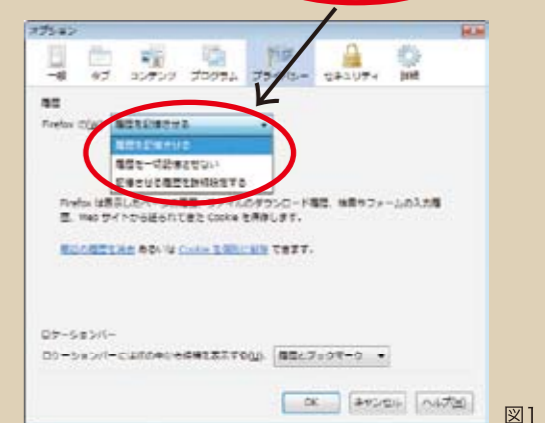 オプション
一般 タブ コンテンツ プログラム プライバシー セキュリティ 詳細
履歴
Firefox に(w): 履歴を記憶させる
履歴を記憶させる
履歴を一切記憶させない
記憶させる履歴を詳細設定する
Firefox は表示したページの履歴、ファイルのダウンロード履歴、検索やフォームの入力履
歴、Web サイトから送られてきた Cookie を保存します。
最近の履歴を消去 あるいは Cookie を個別に削除 できます。
ロケーションバー
ロケーションバーには次の中から候補を表示する(U): 履歴とブックマーク
OK キャンセル ヘルプ(H)
図1